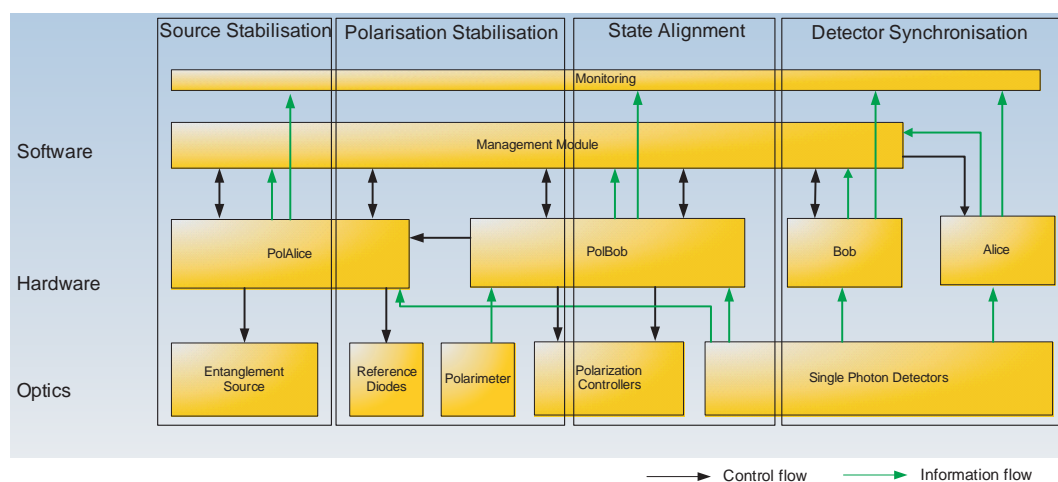 Source Stabilisation
Polarisation Stabilisation
State Alignment
Detector Synchronisation
Monitoring
Software
Management Module
Hardware
PolAlice
PolBob
Bob
Alice
Optics
Entanglement
Source
Reference
Diodes
Polarimeter
Polarization
Controllers
Single Photon Detectors
Control flow
Information flow